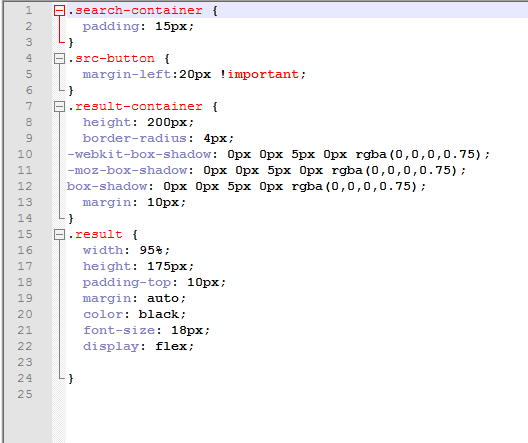 1 .search-container {
2 padding: 15px;
3 }
4 .src-button {
5 margin-left:20px !important;
6 }
7 .result-container {
8 height: 200px;
9 border-radius: 4px;
10 -webkit-box-shadow: 0px 0px 5px 0px rgba(0,0,0,0.75);
11 -moz-box-shadow: 0px 0px 5px 0px rgba(0,0,0,0.75);
12 box-shadow: 0px 0px 5px 0px rgba(0,0,0,0.75);
13 margin: 10px;
14 }
15 .result {
16 width: 95%;
17 height: 175px;
18 padding-top: 10px;
19 margin: auto;
20 color: black;
21 font-size: 18px;
22 display: flex;
23
24 }
25